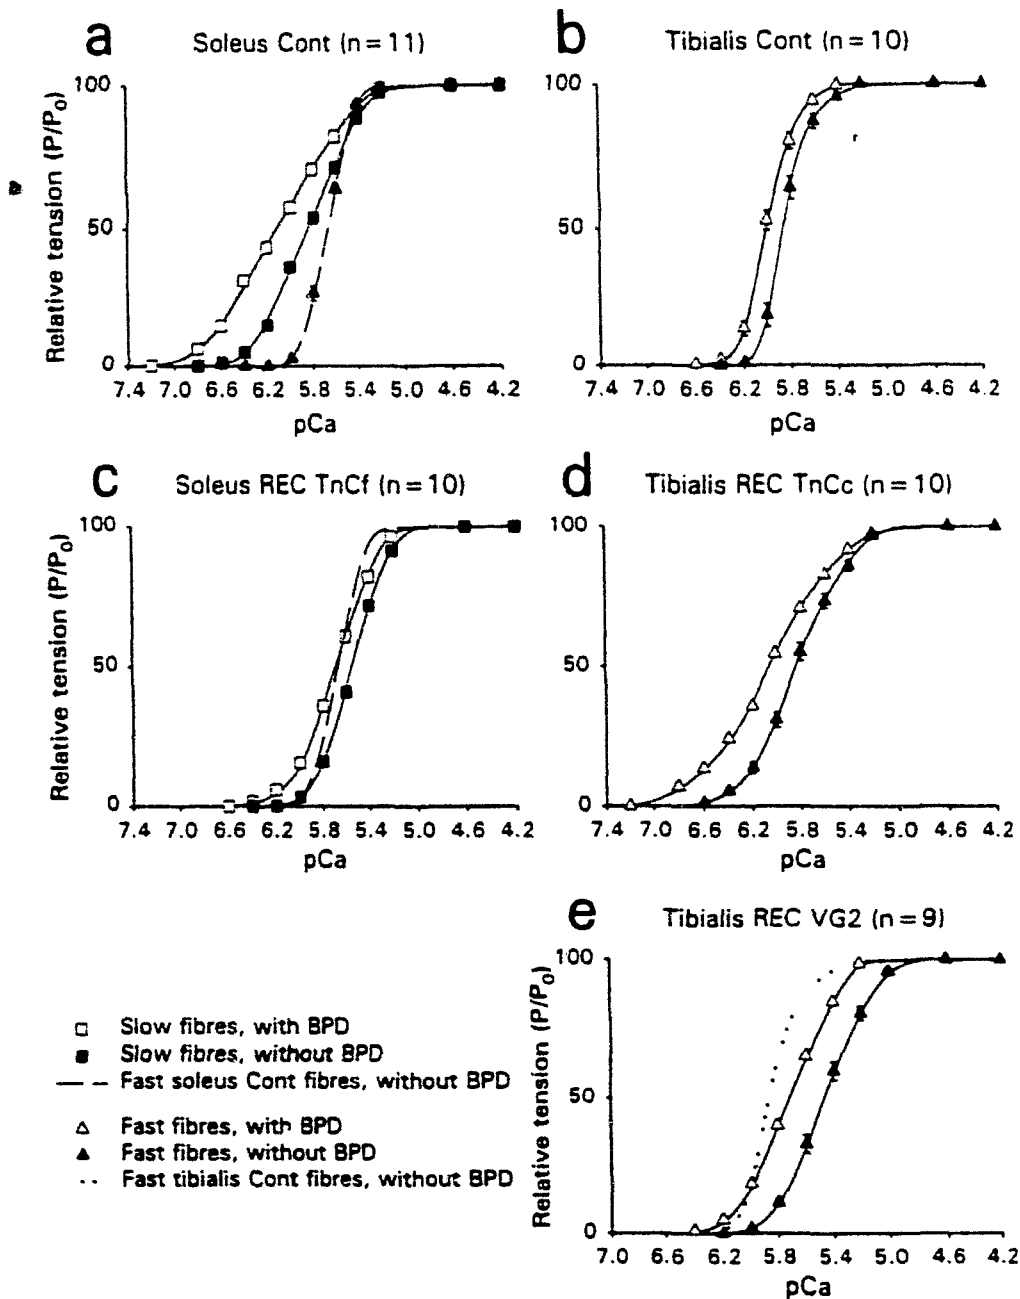 a
Soleus Cont (n=11)
Relative tension (P/P0)
100
50
0
7.4 7.0 6.6 6.2 5.8 5.4 5.0 4.6 4.2
pCa
b
Tibialis Cont (n=10)
100
50
0
7.4 7.0 6.6 6.2 5.8 5.4 5.0 4.6 4.2
pCa
c
Soleus REC TnCf (n=10)
Relative tension (P/P0)
100
50
0
7.4 7.0 6.6 6.2 5.8 5.4 5.0 4.6 4.2
pCa
d
Tibialis REC TnCc (n=10)
100
50
0
7.4 7.0 6.6 6.2 5.8 5.4 5.0 4.6 4.2
pCa
e
Tibialis REC VG2 (n=9)
Relative tension (P/P0)
100
50
0
7.0 6.6 6.2 5.8 5.4 5.0 4.6 4.2
pCa
Slow fibres, with BPD
Slow fibres, without BPD
Fast soleus Cont fibres, without BPD
Fast fibres, with BPD
Fast fibres, without BPD
Fast tibialis Cont fibres, without BPD